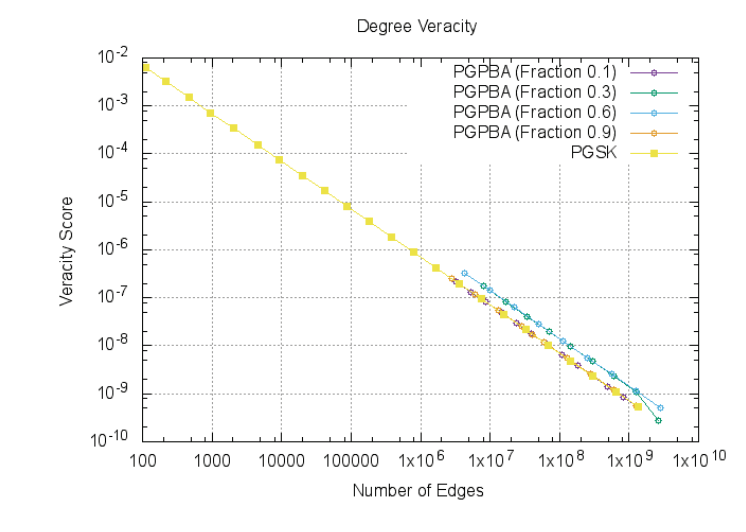 Degree Veracity
PGPBA (Fraction 0.1)
PGPBA (Fraction 0.3)
PGPBA (Fraction 0.6)
PGPBA (Fraction 0.9)
PGSK
Veracity Score
10^-2
10^-3
10^-4
10^-5
10^-6
10^-7
10^-8
10^-9
10^-10
100 1000 10000 100000 1x10^6 1x10^7 1x10^8 1x10^9 1x10^10
Number of Edges